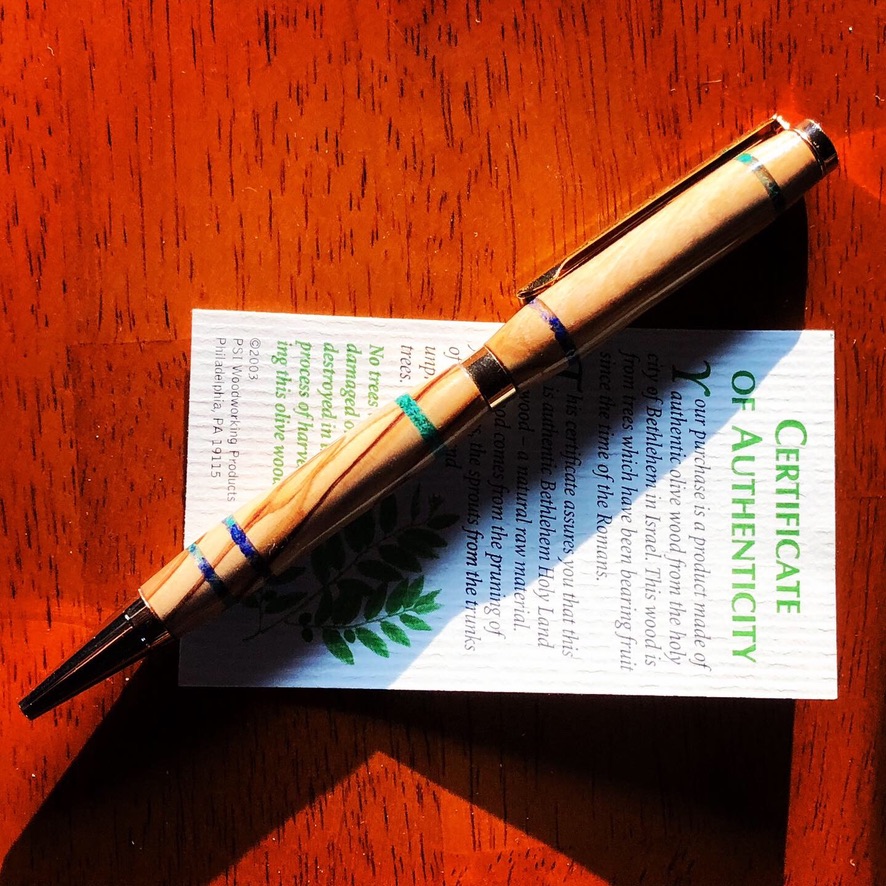 CERTIFICATE
OF AUTHENTICITY
Your purchase is a product made of
authentic olive wood from the holy
city of Bethlehem in Israel. This wood is
from trees which have been bearing fruit
since the time of the Romans.
This certificate assures you that this
is authentic Bethlehem Holy Land
wood – a natural raw material.
comes from the pruning of
the sprouts from the trunks
of
trees.
No trees
damaged o
destroyed in
process of harve
ing this olive wood.
©2003
PSI Woodworking Products
Philadelphia, PA 19115